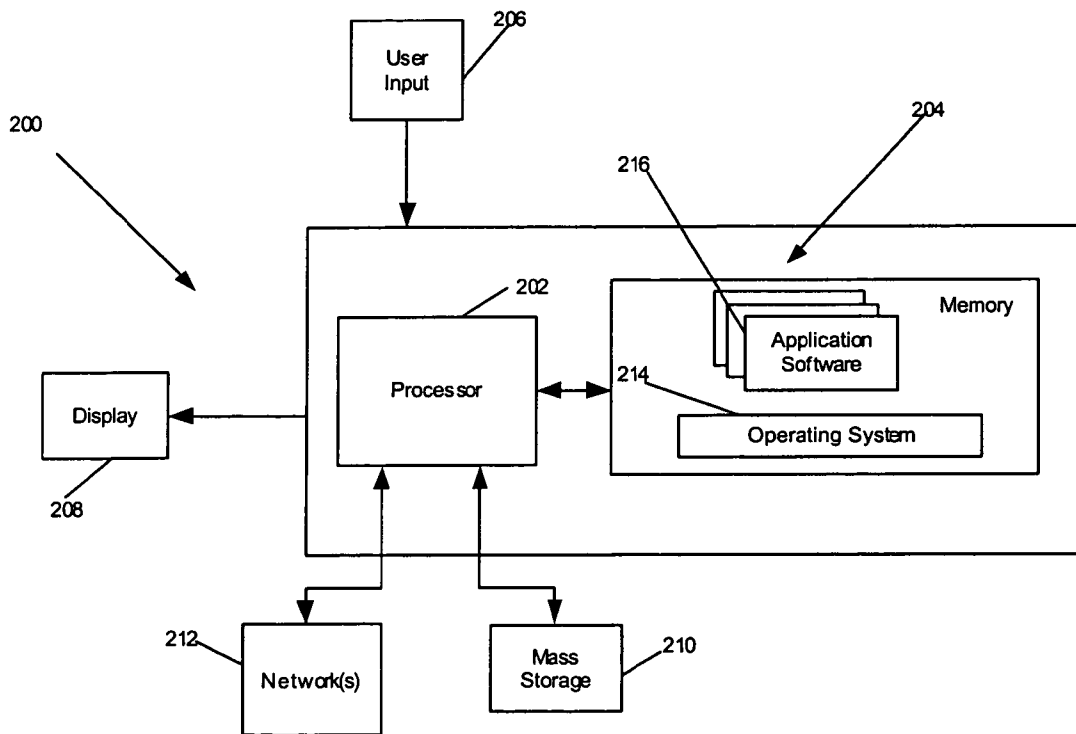 206
User
Input
200
204
216
202
Memory
Application
Software
Processor
214
Display
Operating System
208
212
Mass
Storage
210
Network(s)